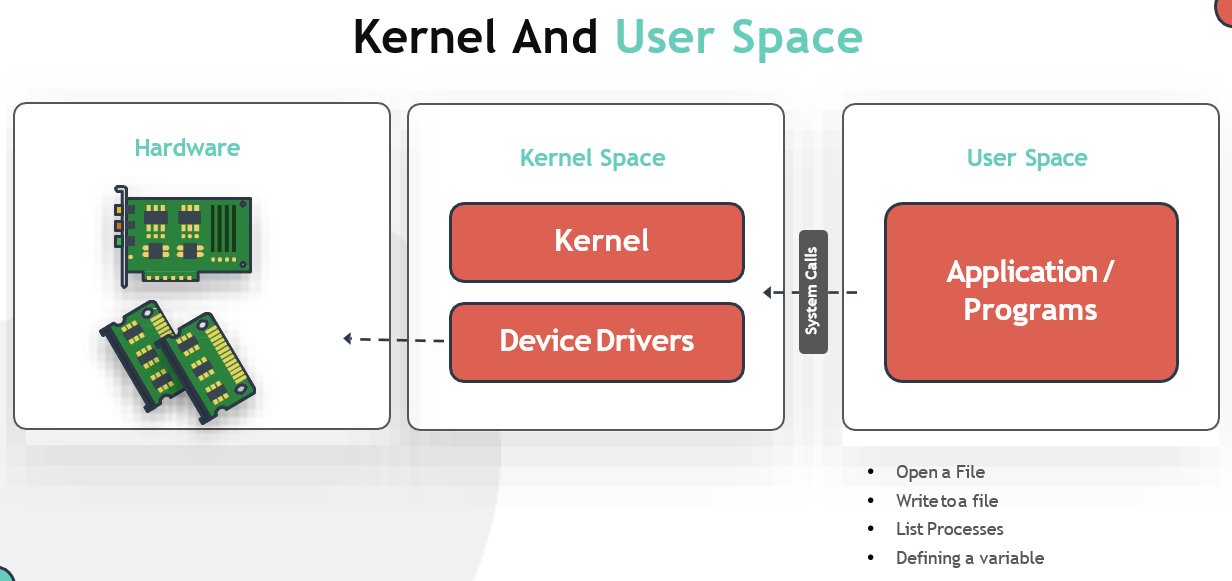 Kernel And User Space
Hardware
Kernel Space
Kernel
Device Drivers
System Calls
User Space
Application /
Programs
• Open a File
• Write to a file
• List Processes
• Defining a variable